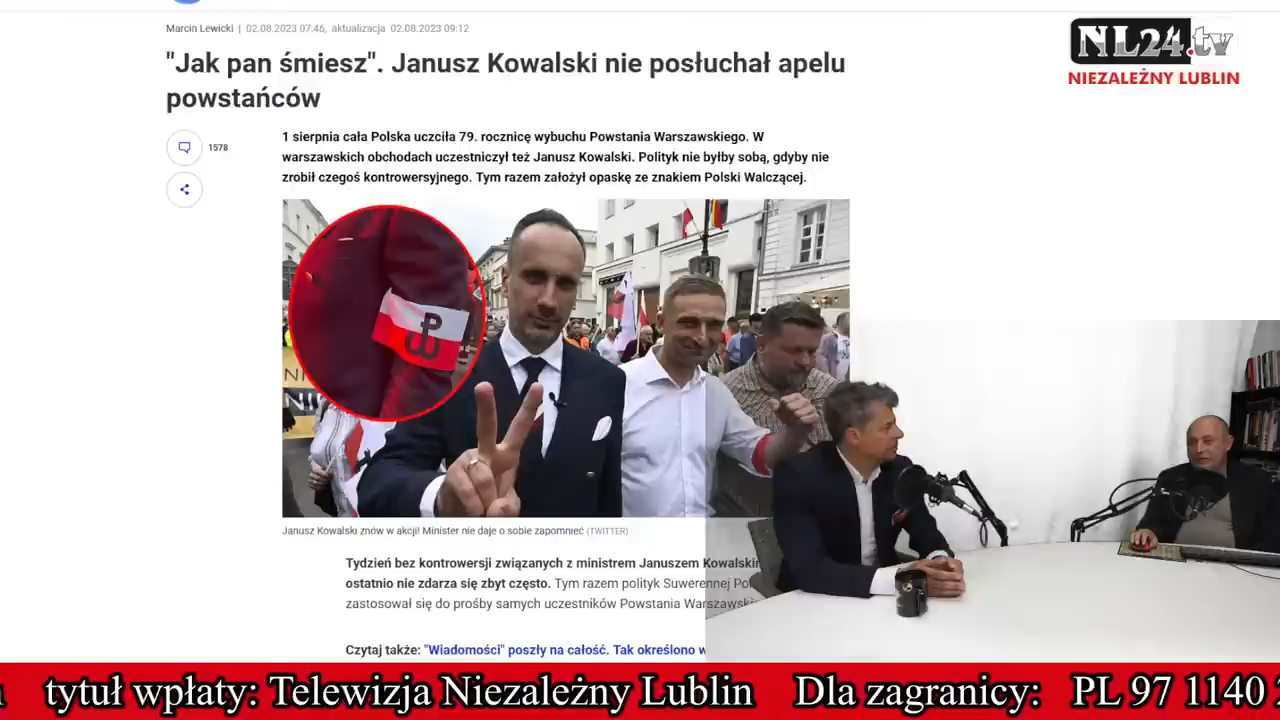 Marcin Lewicki | 02.08.2023 07:46, aktualizacja 02.08.2023 09:12
NL24.tv
NIEZALEŻNY LUBLIN
"Jak pan śmiesz". Janusz Kowalski nie posłuchał apelu
powstańców
1578
1 sierpnia cała Polska uczciła 79. rocznicę wybuchu Powstania Warszawskiego. W
warszawskich obchodach uczestniczył też Janusz Kowalski. Polityk nie byłby sobą, gdyby nie
zrobił czegoś kontrowersyjnego. Tym razem założył opaskę ze znakiem Polski Walczącej.
Janusz Kowalski znów w akcji! Minister nie daje o sobie zapomnieć (TWITTER)
Tydzień bez kontrowersji związanych z ministrem Januszem Kowalskim
ostatnio nie zdarza się zbyt często. Tym razem polityk Suwerennej
zastosował się do prośby samych uczestników Powstania
Czytaj także: "Wiadomości" poszły na całość. Tak określono w
tytuł wpłaty: Telewizja Niezależny Lublin Dla zagranicy: PL 97 1140